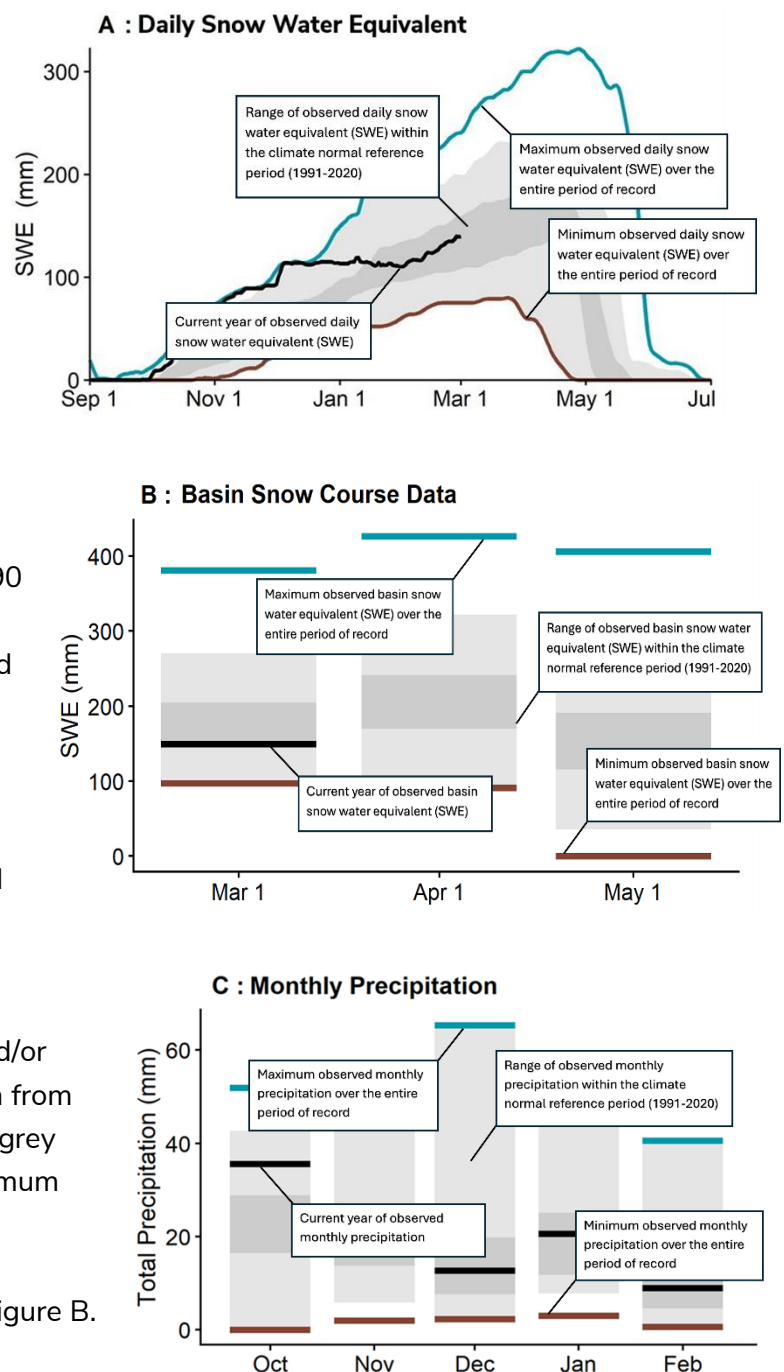 A : Daily Snow Water Equivalent
300
Range of observed daily snow
water equivalent (SWE) within
the climate normal reference
period (1991-2020)
Maximum observed daily snow
water equivalent (SWE) over the
entire period of record
200
SWE (mm)
Minimum observed daily snow
water equivalent (SWE) over
the entire period of record
100
Current year of observed daily
snow water equivalent (SWE)
0
Sep 1 Nov 1 Jan 1 Mar 1 May 1 Jul
B : Basin Snow Course Data
400
90
Maximum observed basin snow
water equivalent (SWE) over the
entire period of record
300
Range of observed basin snow water
equivalent (SWE) within the climate
normal reference period (1991-2020)
d
SWE (mm)
200
Minimum observed basin snow
water equivalent (SWE) over the
entire period of record
100
Current year of observed basin
snow water equivalent (SWE)
0
Mar 1 Apr 1 May 1
C : Monthly Precipitation
d/or
from
grey
mum
60
Maximum observed monthly
precipitation over the entire
period of record
Range of observed monthly
precipitation within the climate
normal reference period (1991-2020)
40
Total Precipitation (mm)
Current year of observed
monthly precipitation
Minimum observed monthly
precipitation over the entire
period of record
20
igure B.
0
Oct Nov Dec Jan Feb